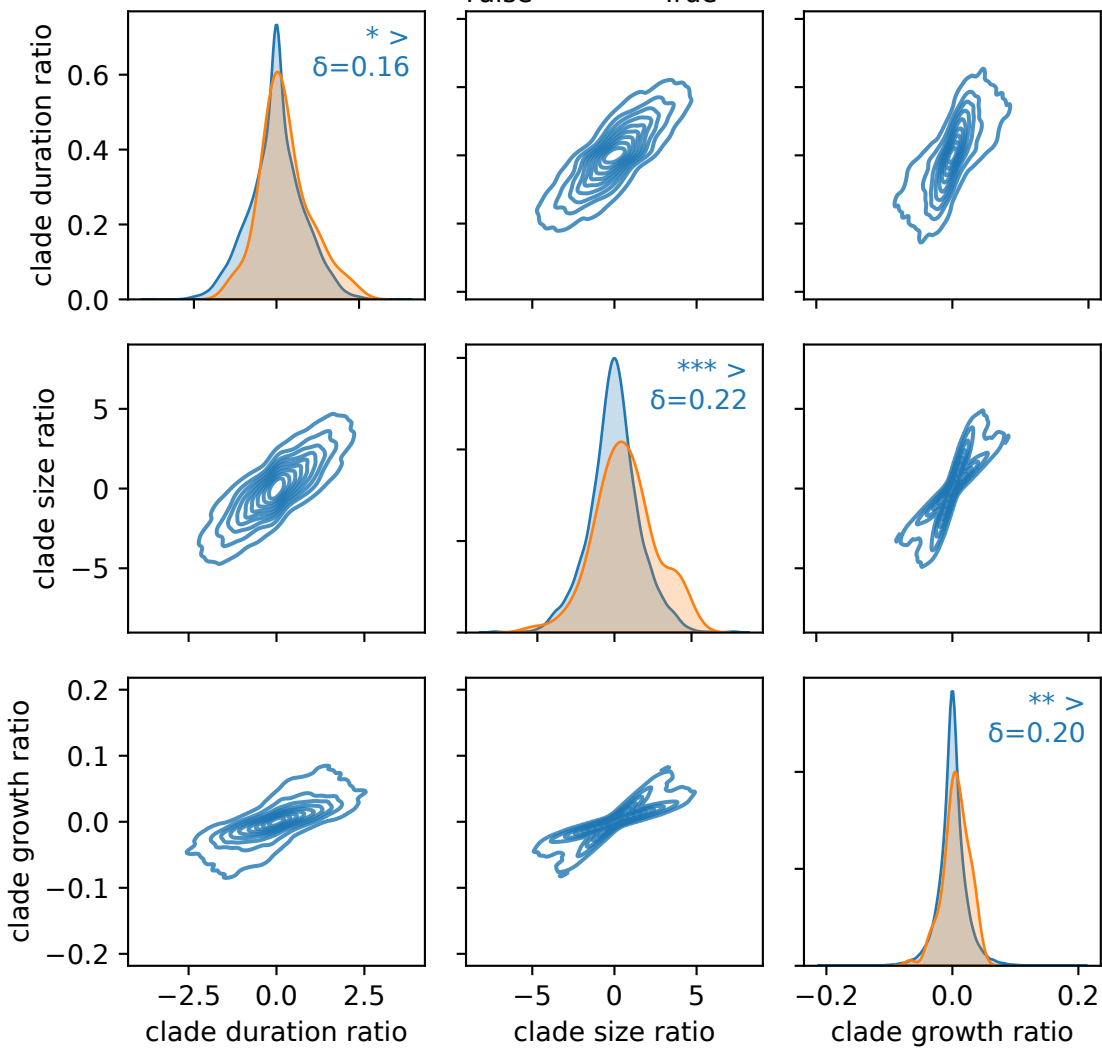 clade duration ratio
0.6
0.4
0.2
0.0
* >
δ=0.16
clade size ratio
5
0
−5
*** >
δ=0.22
clade growth ratio
0.2
0.1
0.0
−0.1
−0.2
** >
δ=0.20
−2.5 0.0 2.5
−5 0 5
−0.2 0.0 0.2
clade duration ratio
clade size ratio
clade growth ratio